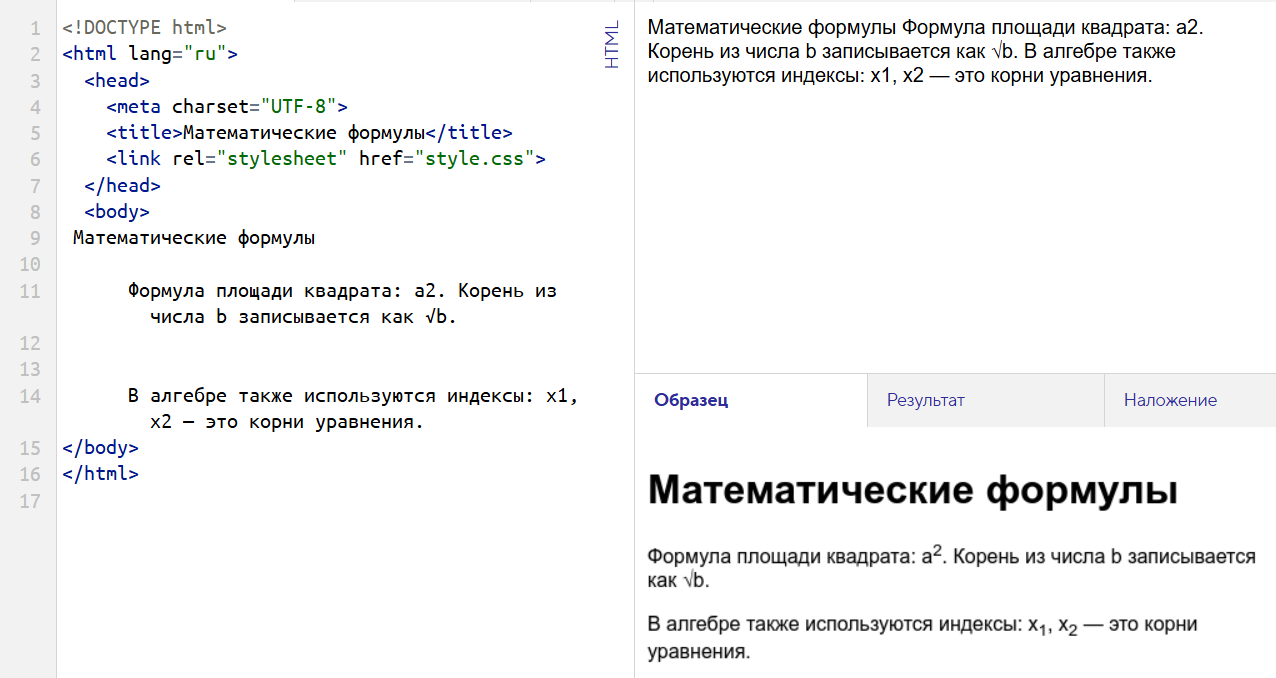 1 <!DOCTYPE html>
2 <html lang="ru">
3 <head>
4 <meta charset="UTF-8">
5 <title>Математические формулы</title>
6 <link rel="stylesheet" href="style.css">
7 </head>
8 <body>
9 Математические формулы
10
11 Формула площади квадрата: a2. Корень из
числа b записывается как √b.
12
13
14 В алгебре также используются индексы: x1,
x2 — это корни уравнения.
15 </body>
16 </html>
17
HTML
Математические формулы Формула площади квадрата: a2.
Корень из числа b записывается как √b. В алгебре также
используются индексы: x1, x2 — это корни уравнения.
Образец Результат Наложение
Математические формулы
Формула площади квадрата: a². Корень из числа b записывается
как √b.
В алгебре также используются индексы: x₁, x₂ — это корни
уравнения.